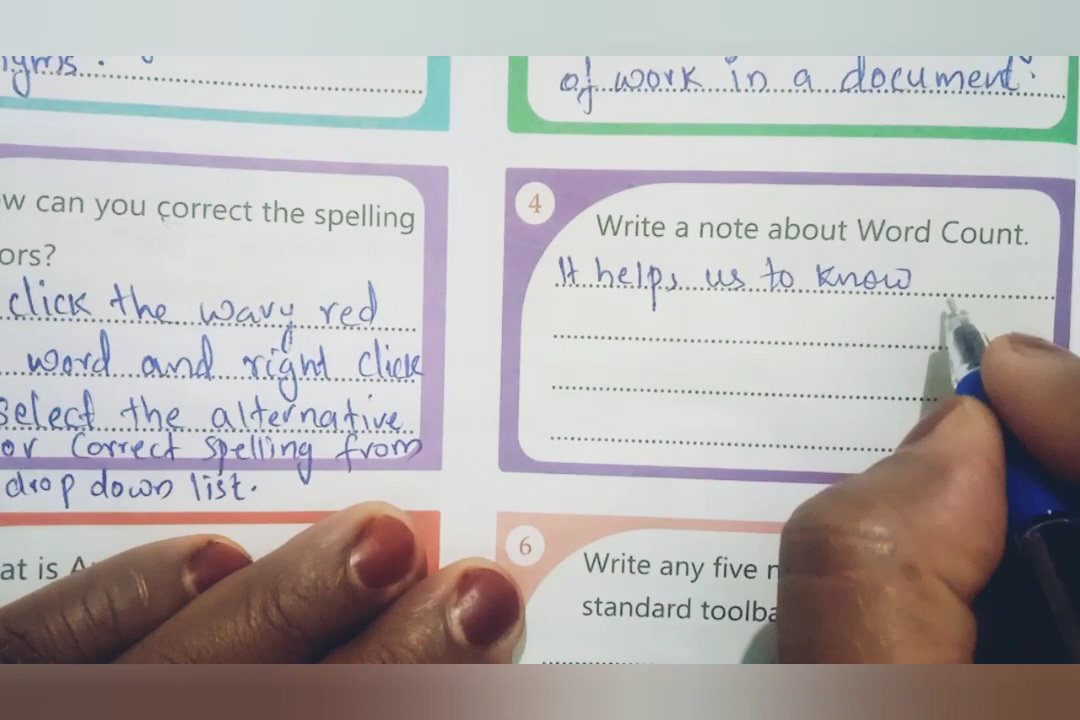 of work in a document.
w can you correct the spelling
ors?
click the wavy red
word and right click
select the alternative
or correct spelling from
drop down list.
4
Write a note about Word Count.
It helps us to know
at is A
6
Write any five
standard toolba